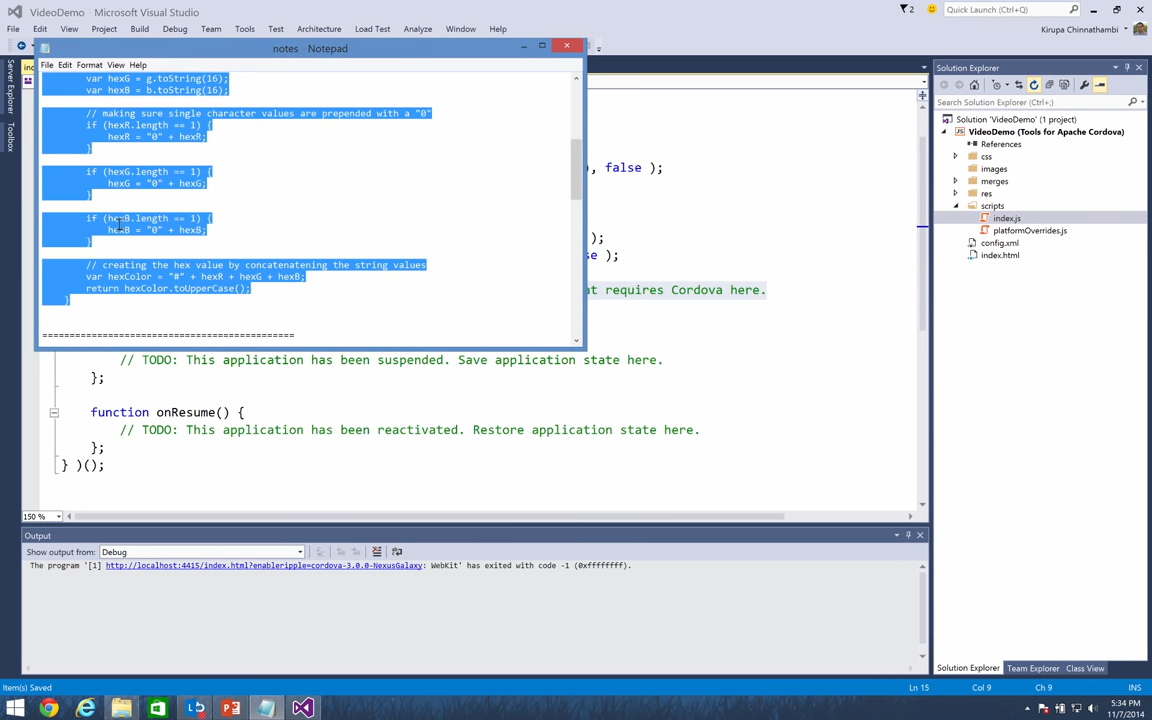 VideoDemo - Microsoft Visual Studio
2
Quick Launch (Ctrl+Q)
File Edit View Project Build Debug Team Tools Test Architecture Load Test Analyze Window Help
Kirupa Chinnathambi
notes - Notepad
File Edit Format View Help
var hexG = g.toString(16);
var hexB = b.toString(16);
// making sure single character values are prepended with a "0"
if (hexR.length == 1) {
hexR = "0" + hexR;
}
if (hexG.length == 1) {
hexG = "0" + hexG;
}
if (hexB.length == 1) {
hexB = "0" + hexB;
}
// creating the hex value by concatenening the string values
var hexColor = "#" + hexR + hexG + hexB;
return hexColor.toUpperCase();
}
==============================================
Server Explorer
Toolbox
ind
), false );
);
se );
at requires Cordova here.
// TODO: This application has been suspended. Save application state here.
};
function onResume() {
// TODO: This application has been reactivated. Restore application state here.
};
} )();
150 %
Output
Show output from: Debug
The program '[1] http://localhost:4415/index.html?enableripple=cordova-3.0.0-NexusGalaxy: WebKit' has exited with code -1 (0xffffffff).
Solution Explorer
Search Solution Explorer (Ctrl+;)
Solution 'VideoDemo' (1 project)
VideoDemo (Tools for Apache Cordova)
References
css
images
merges
res
scripts
index.js
platformOverrides.js
config.xml
index.html
Solution Explorer Team Explorer Class View
Item(s) Saved
Ln 15 Col 9 Ch 9 INS
5:34 PM
11/7/2014